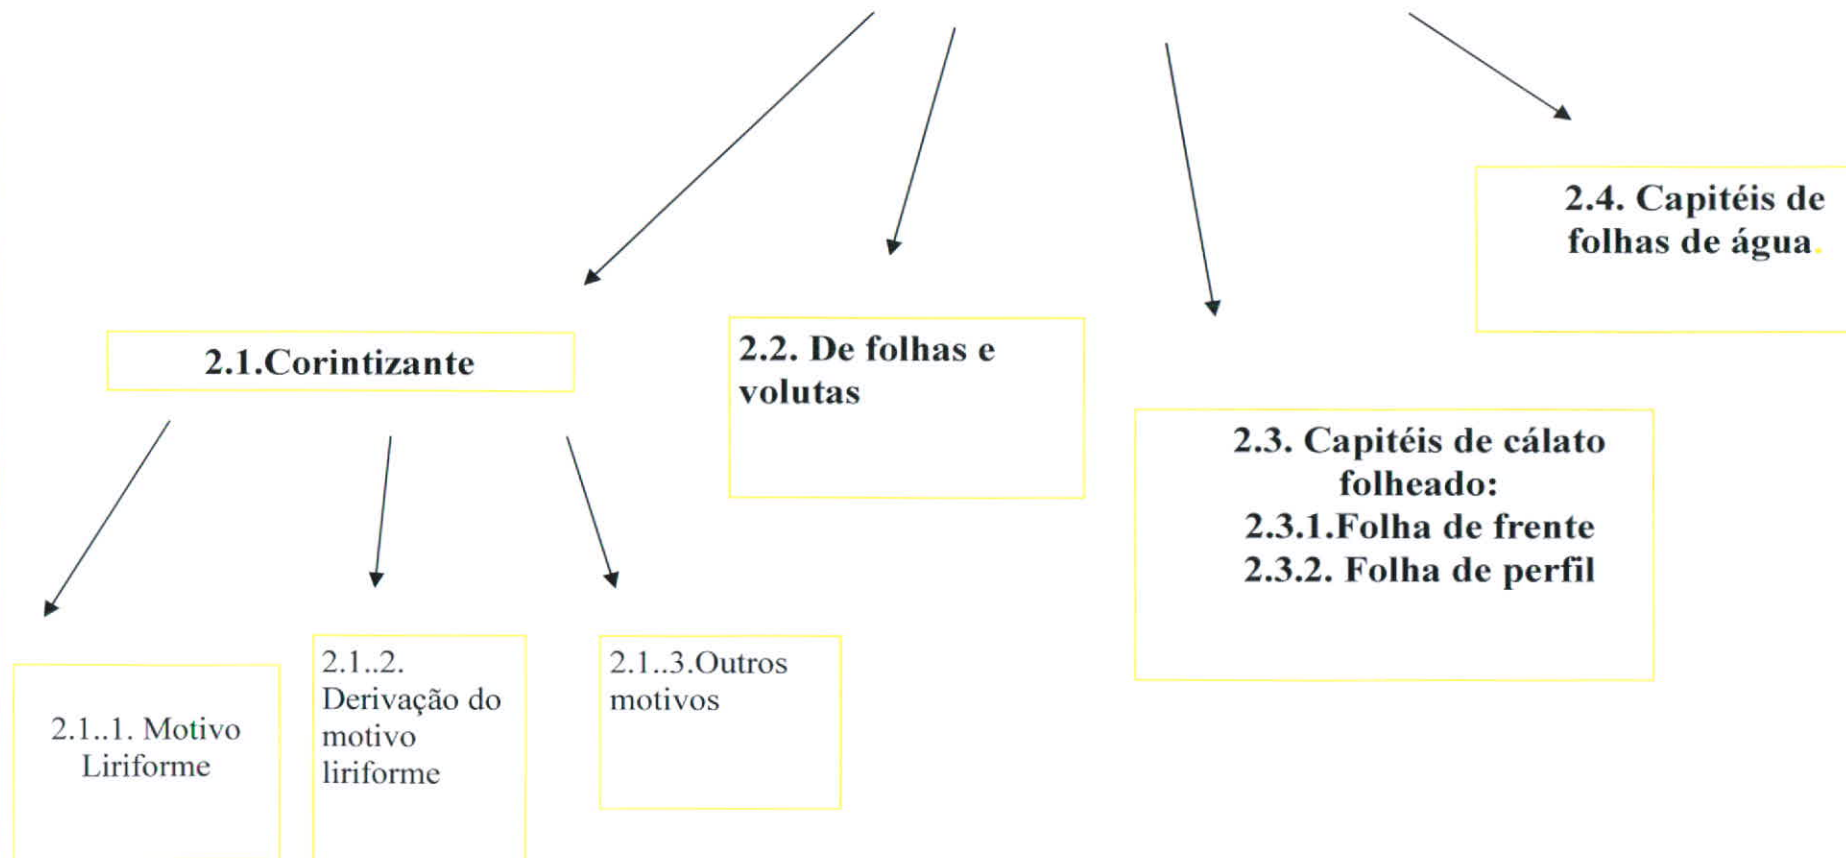 2.4. Capitéis de
folhas de água.
2.1.Corintizante
2.2. De folhas e
volutas
2.3. Capitéis de cálato
folheado:
2.3.1.Folha de frente
2.3.2. Folha de perfil
2.1..1. Motivo
Liriforme
2.1..2.
Derivação do
motivo
liriforme
2.1..3.Outros
motivos